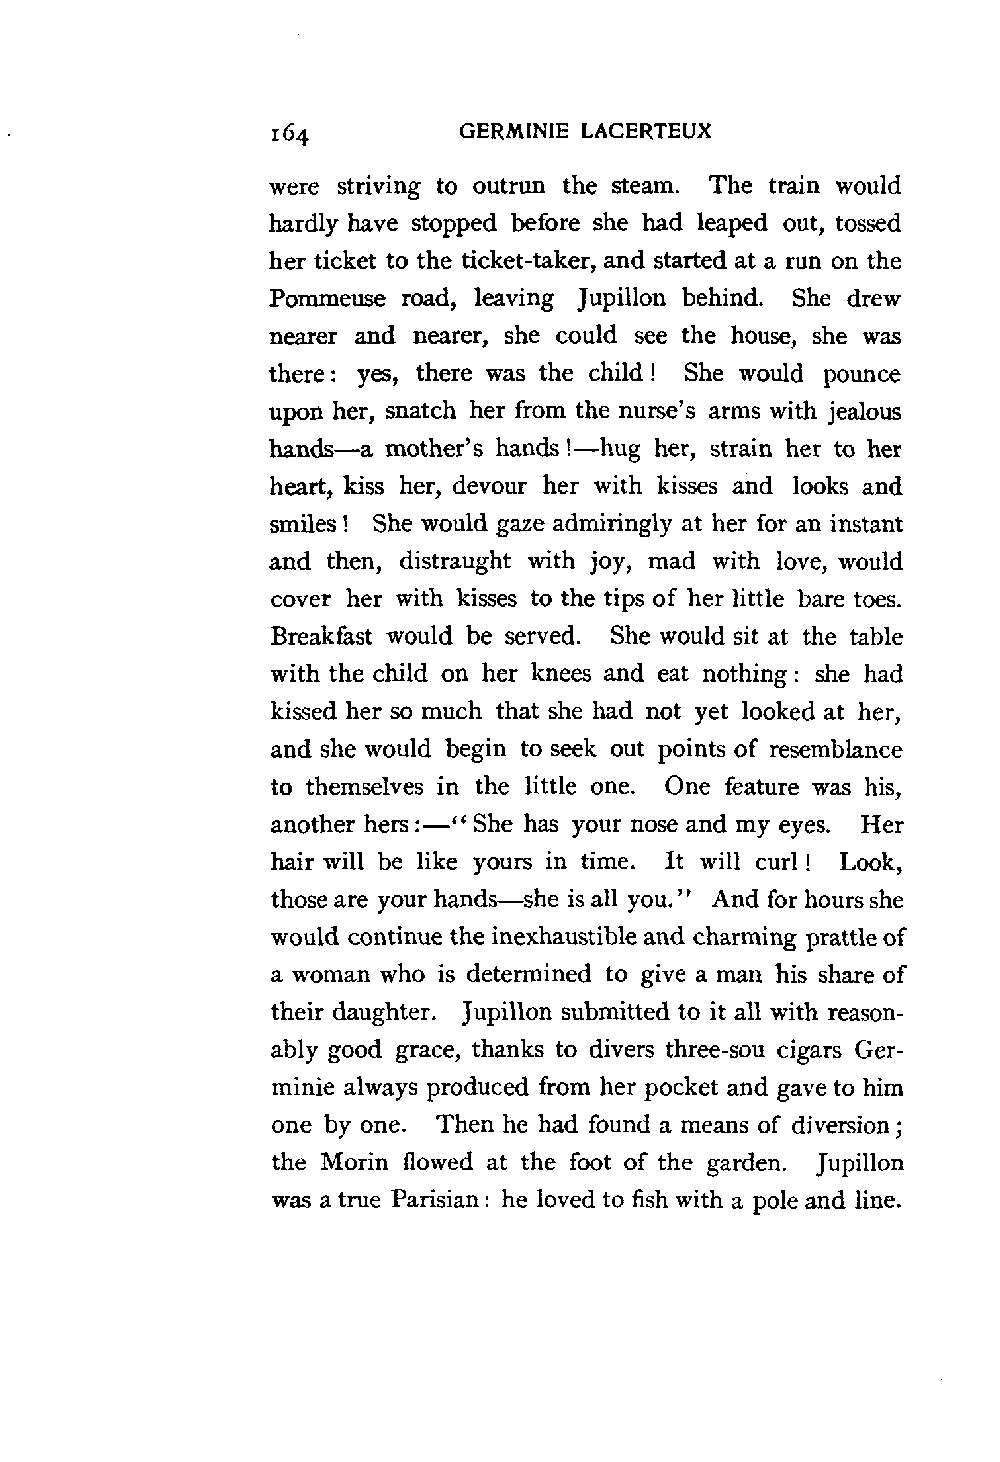 164 GERMINIE LACERTEUX
were striving to outrun the steam. The train would
hardly have stopped before she had leaped out, tossed
her ticket to the ticket-taker, and started at a run on the
Pommeuse road, leaving Jupillon behind. She drew
nearer and nearer, she could see the house, she was
there: yes, there was the child! She would pounce
upon her, snatch her from the nurse's arms with jealous
hands—a mother's hands!—hug her, strain her to her
heart, kiss her, devour her with kisses and looks and
smiles! She would gaze admiringly at her for an instant
and then, distraught with joy, mad with love, would
cover her with kisses to the tips of her little bare toes.
Breakfast would be served. She would sit at the table
with the child on her knees and eat nothing: she had
kissed her so much that she had not yet looked at her,
and she would begin to seek out points of resemblance
to themselves in the little one. One feature was his,
another hers:—"She has your nose and my eyes. Her
hair will be like yours in time. It will curl! Look,
those are your hands—she is all you." And for hours she
would continue the inexhaustible and charming prattle of
a woman who is determined to give a man his share of
their daughter. Jupillon submitted to it all with reason-
ably good grace, thanks to divers three-sou cigars Ger-
minie always produced from her pocket and gave to him
one by one. Then he had found a means of diversion;
the Morin flowed at the foot of the garden. Jupillon
was a true Parisian: he loved to fish with a pole and line.